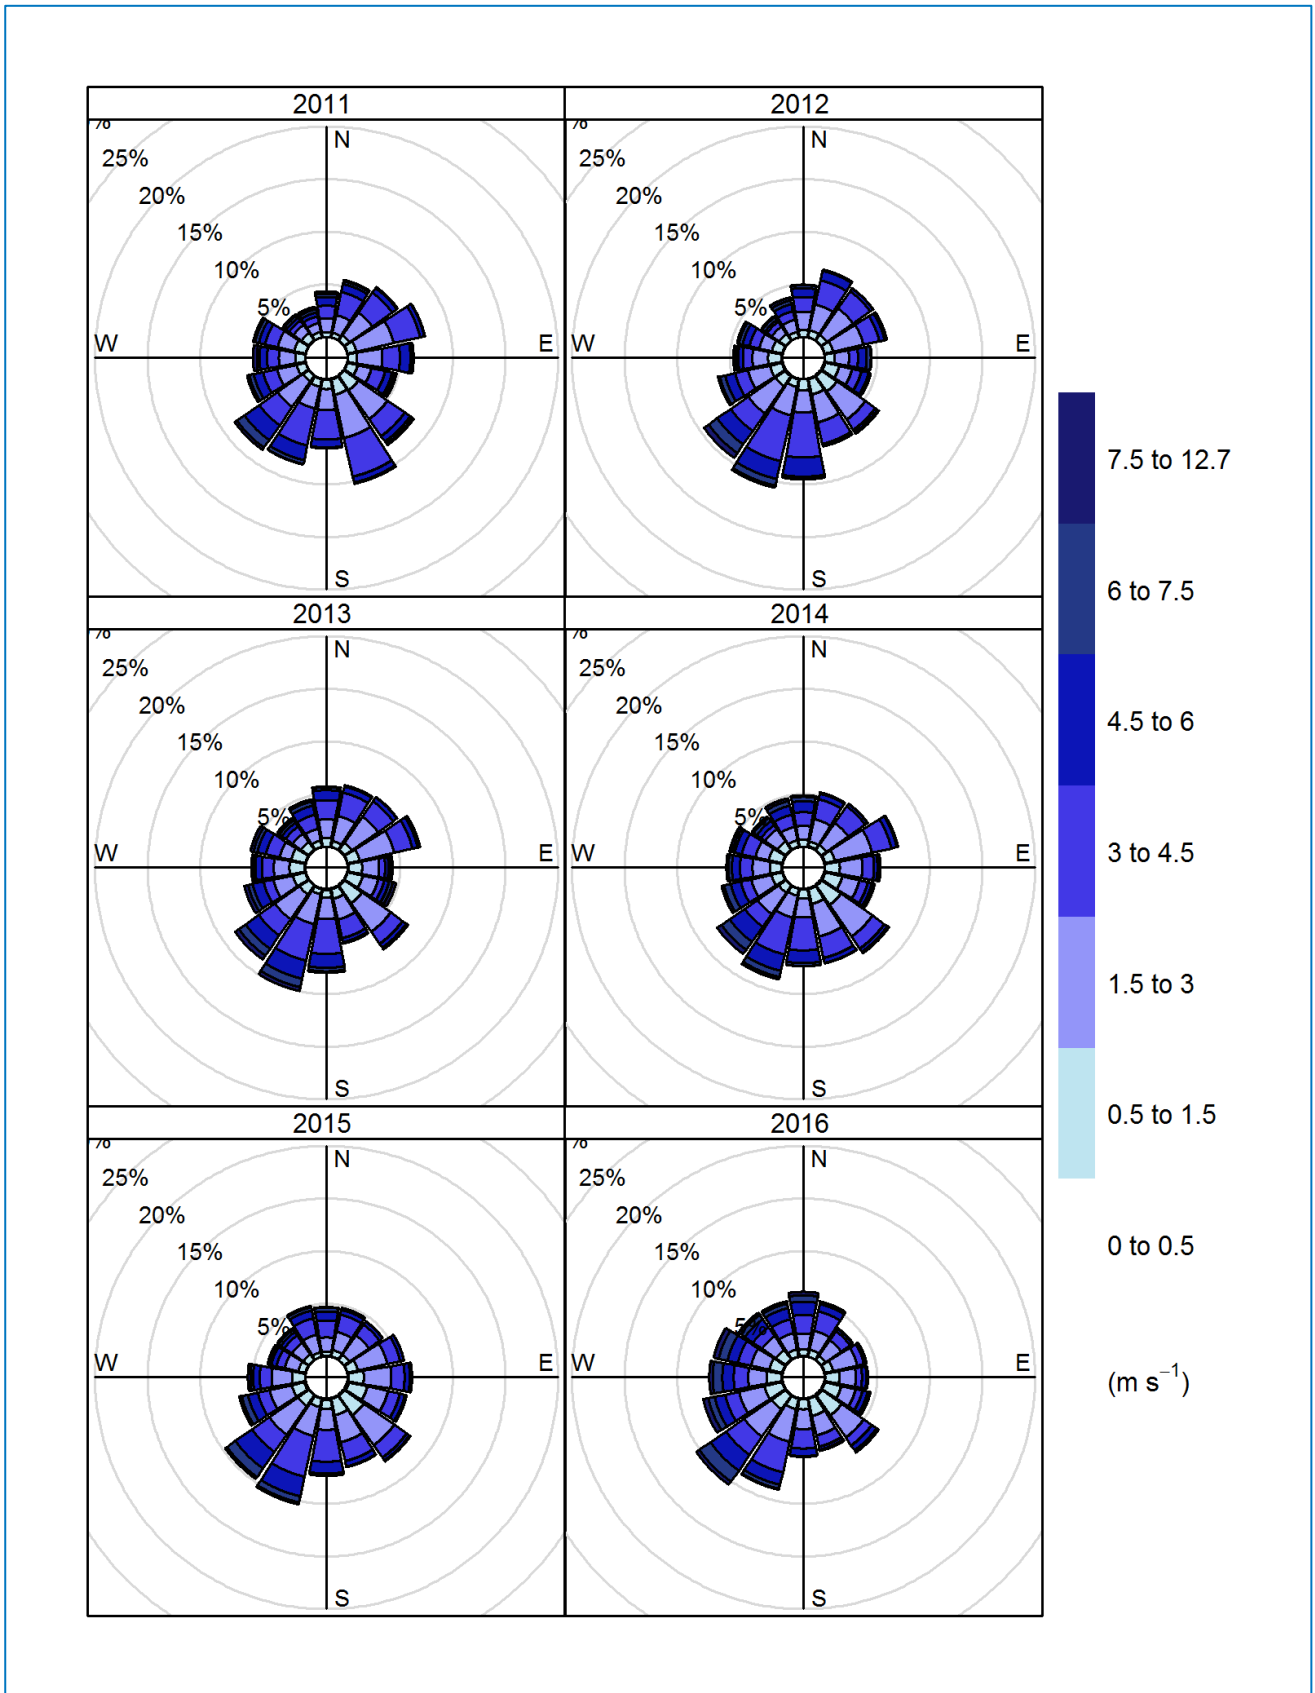 2011
2012
%
N
25%
20%
15%
10%
5%
W
E
S
%
N
25%
20%
15%
10%
5%
W
E
S
2013
2014
%
N
25%
20%
15%
10%
5%
W
E
S
%
N
25%
20%
15%
10%
5%
W
E
S
2015
2016
%
N
25%
20%
15%
10%
5%
W
E
S
%
N
25%
20%
15%
10%
5%
W
E
S
7.5 to 12.7
6 to 7.5
4.5 to 6
3 to 4.5
1.5 to 3
0.5 to 1.5
0 to 0.5
(m s⁻¹)